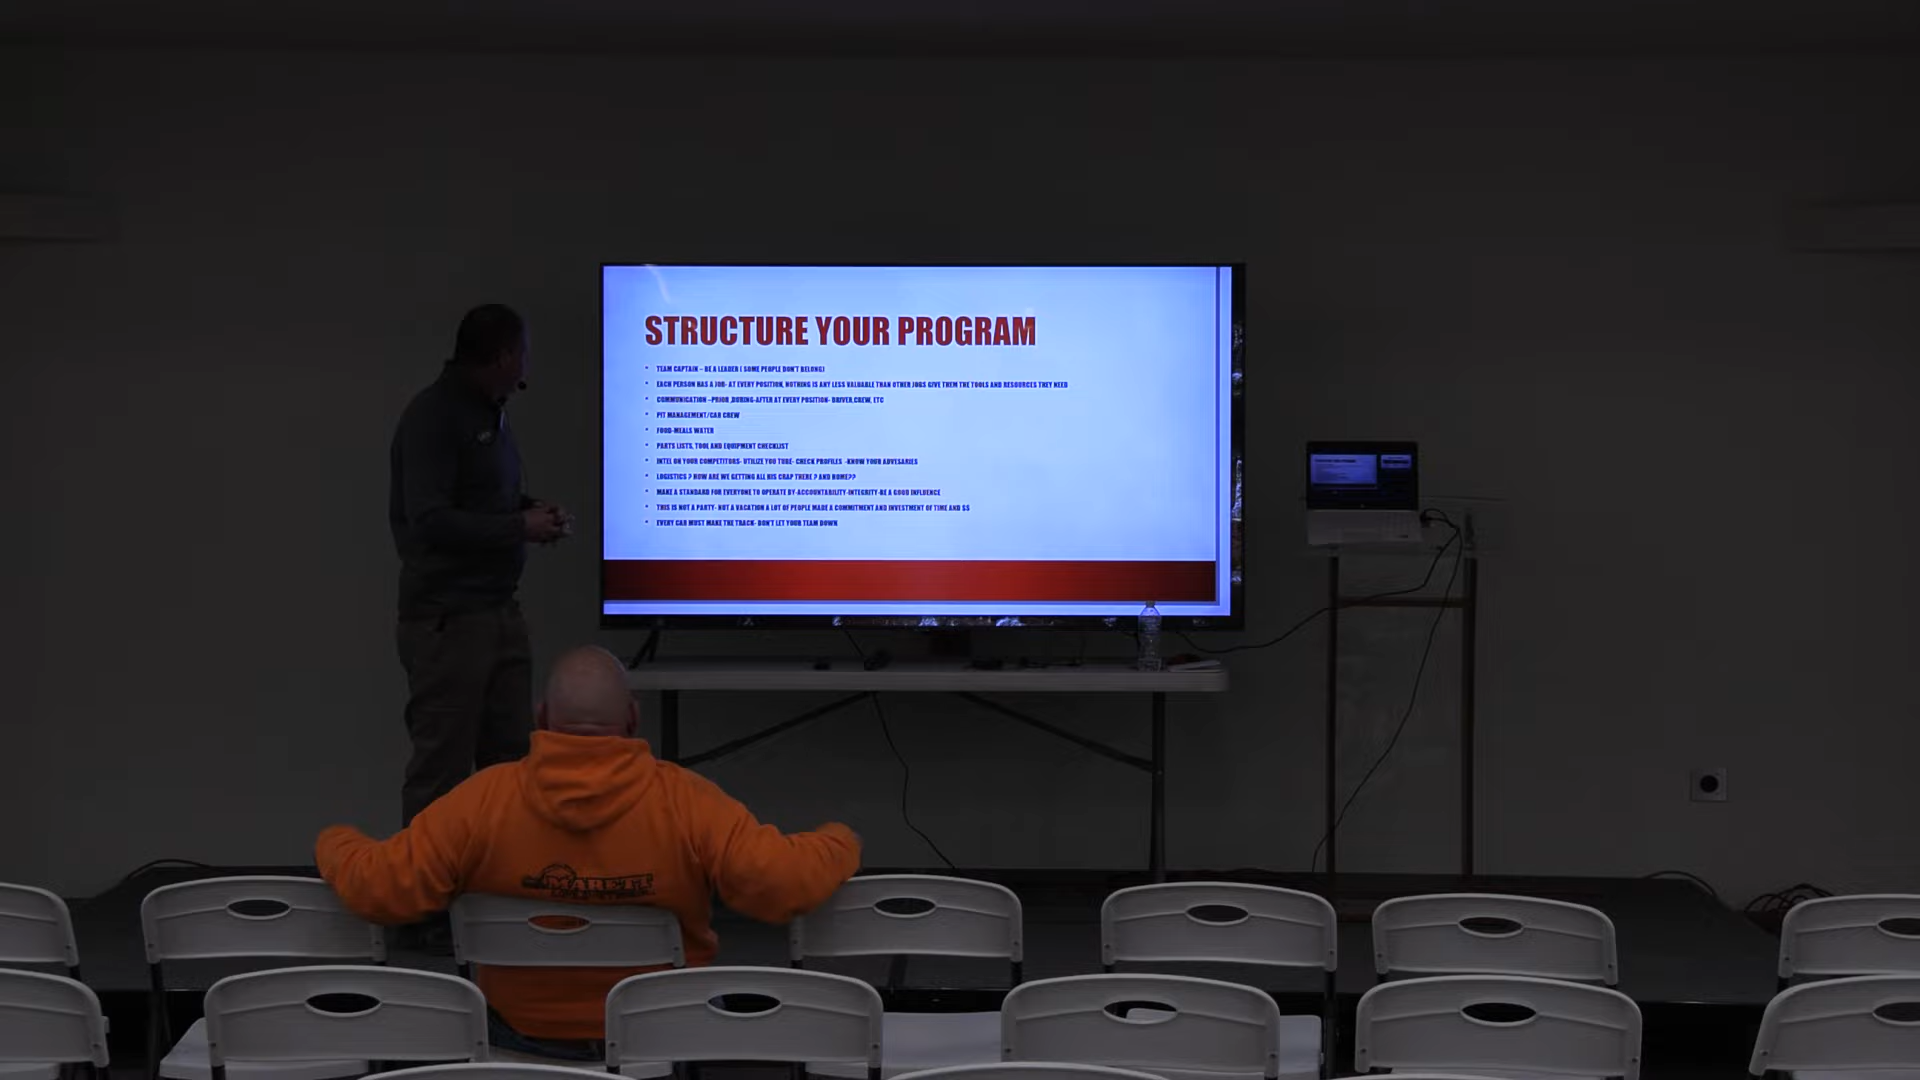 STRUCTURE YOUR PROGRAM
• TEAM CAPTAIN – BE A LEADER ( SOME PEOPLE DON'T BELONG)
• EACH PERSON HAS A JOB- AT EVERY POSITION, NOTHING IS ANY LESS VALUABLE THAN OTHER JOBS GIVE THEM THE TOOLS AND RESOURCES THEY NEED
• COMMUNICATION –PRIOR ,DURING-AFTER AT EVERY POSITION- DRIVER,CREW, ETC
• PIT MANAGEMENT/CAR CREW
• FOOD-MEALS WATER
• PARTS LISTS, TOOL AND EQUIPMENT CHECKLIST
• INTEL ON YOUR COMPETITORS- UTILIZE YOU TUBE- CHECK PROFILES -KNOW YOUR ADVESARIES
• LOGISTICS ? HOW ARE WE GETTING ALL HIS CRAP THERE ? AND HOME??
• MAKE A STANDARD FOR EVERYONE TO OPERATE BY-ACCOUNTABILITY-INTEGRITY-BE A GOOD INFLUENCE
• THIS IS NOT A PARTY- NOT A VACATION A LOT OF PEOPLE MADE A COMMITMENT AND INVESTMENT OF TIME AND $$
• EVERY CAR MUST MAKE THE TRACK- DON'T LET YOUR TEAM DOWN
MARETT